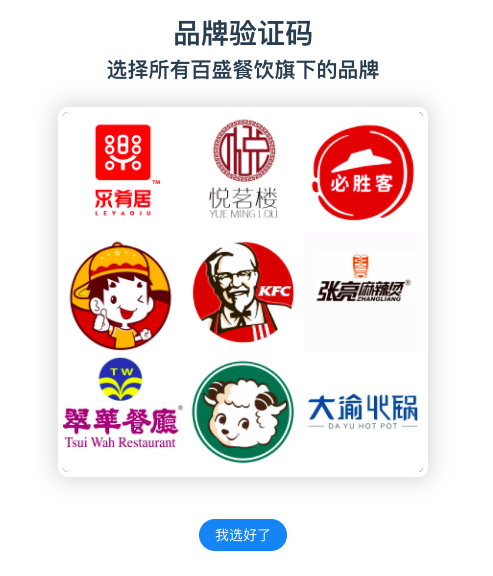 品牌验证码
选择所有百盛餐饮旗下的品牌
乐肴居
TM
LEYAOJU
悦茗楼
YUE MING LOU
必胜客
KFC
张亮麻辣烫®
ZHANGLIANG
TW
翠華餐廳®
Tsui Wah Restaurant
大渝火锅
DA YU HOT POT
我选好了